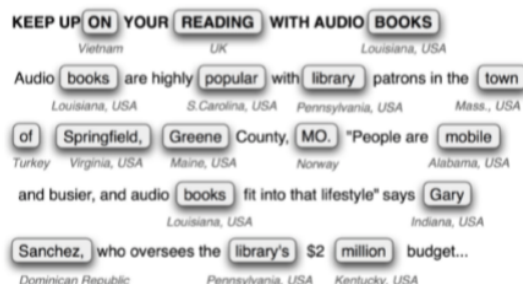 KEEP UP ON YOUR READING WITH AUDIO BOOKS
Vietnam UK Louisiana, USA
Audio books are highly popular with library patrons in the town
Louisiana, USA S.Carolina, USA Pennsylvania, USA Mass., USA
of Springfield, Greene County, MO. "People are mobile
Turkey Virginia, USA Maine, USA Norway Alabama, USA
and busier, and audio books fit into that lifestyle" says Gary
Louisiana, USA Indiana, USA
Sanchez, who oversees the library's $2 million budget...
Dominican Republic Pennsylvania, USA Kentucky, USA